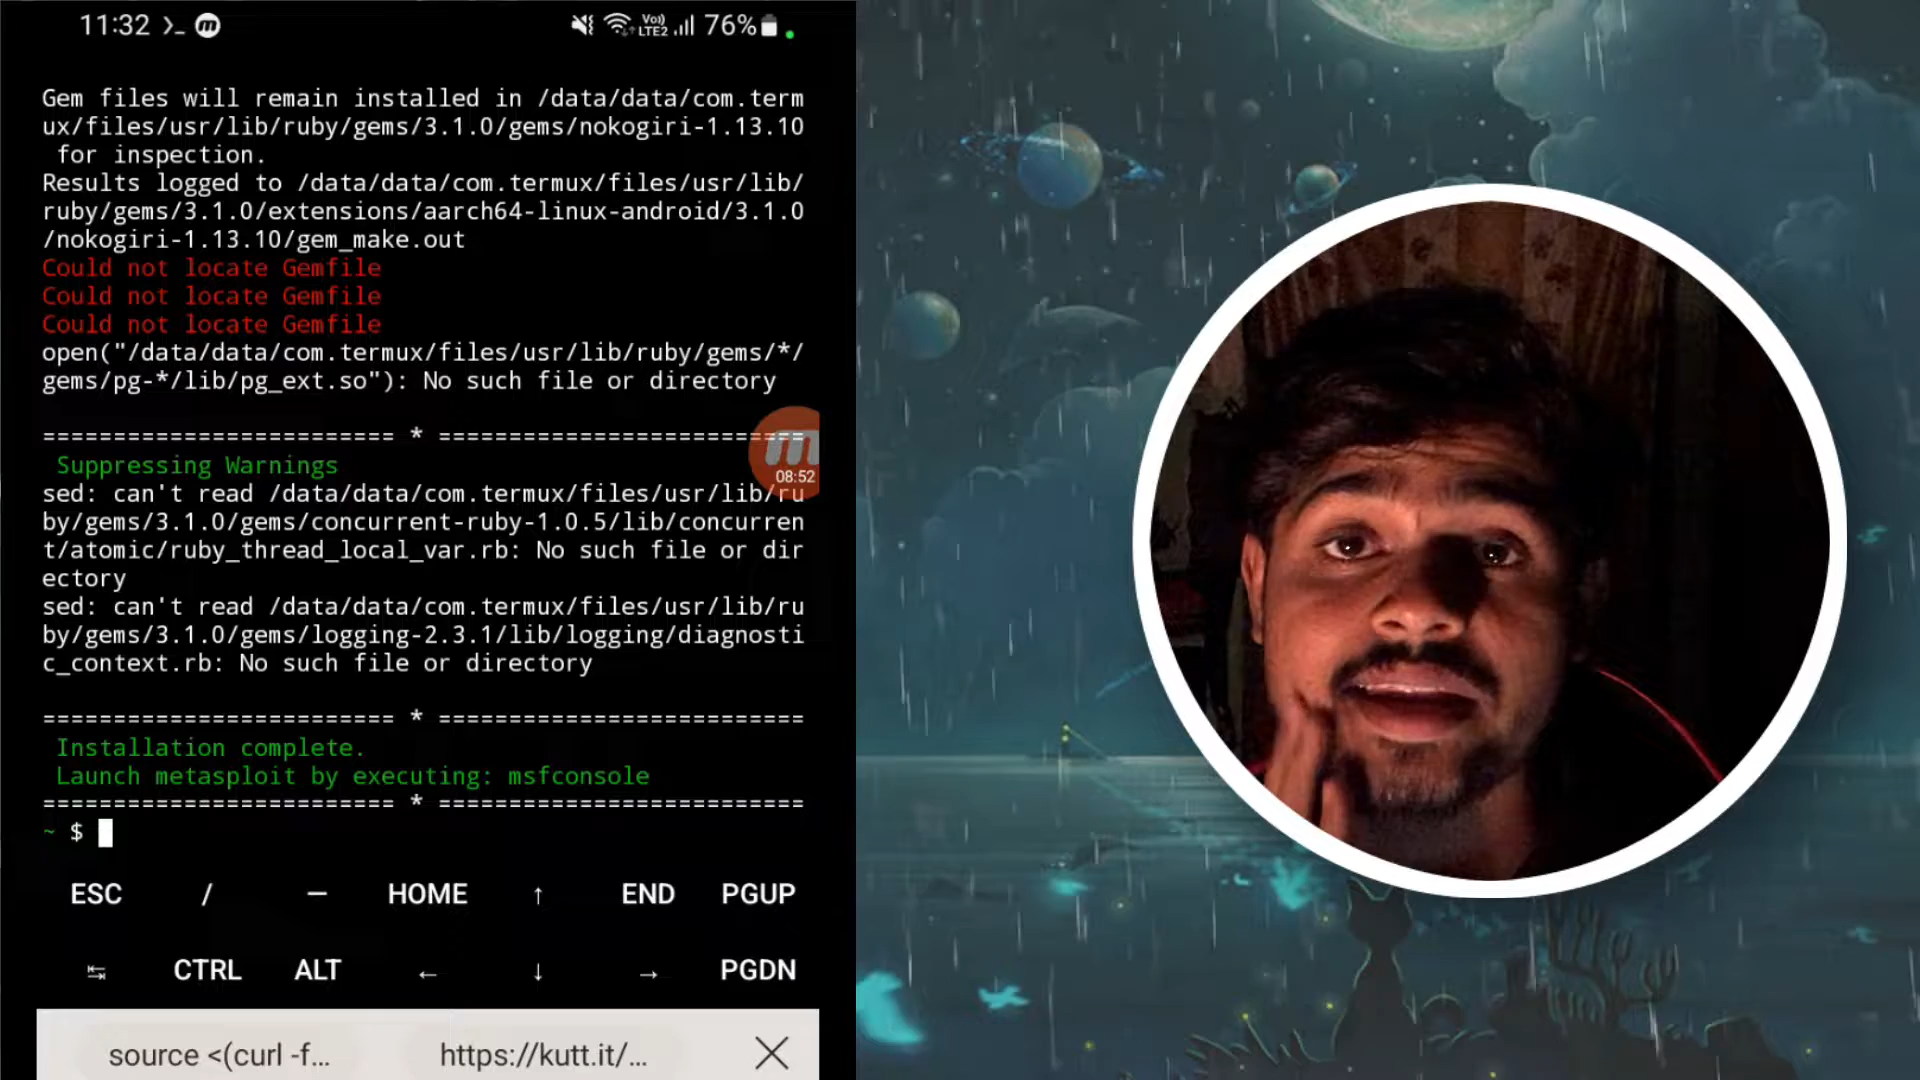 11:32
Vo)
LTE2
76%
Gem files will remain installed in /data/data/com.term
ux/files/usr/lib/ruby/gems/3.1.0/gems/nokogiri-1.13.10
for inspection.
Results logged to /data/data/com.termux/files/usr/lib/
ruby/gems/3.1.0/extensions/aarch64-linux-android/3.1.0
/nokogiri-1.13.10/gem_make.out
Could not locate Gemfile
Could not locate Gemfile
Could not locate Gemfile
open("/data/data/com.termux/files/usr/lib/ruby/gems/*/
gems/pg-*/lib/pg_ext.so"): No such file or directory
========================= * ==========================
Suppressing Warnings
08:52
sed: can't read /data/data/com.termux/files/usr/lib/ru
by/gems/3.1.0/gems/concurrent-ruby-1.0.5/lib/concurren
t/atomic/ruby_thread_local_var.rb: No such file or dir
ectory
sed: can't read /data/data/com.termux/files/usr/lib/ru
by/gems/3.1.0/gems/logging-2.3.1/lib/logging/diagnosti
c_context.rb: No such file or directory
========================= * ==========================
Installation complete.
Launch metasploit by executing: msfconsole
========================= * ==========================
~ $
ESC / — HOME ↑ END PGUP
↹ CTRL ALT ← ↓ → PGDN
source <(curl -f... https://kutt.it/...